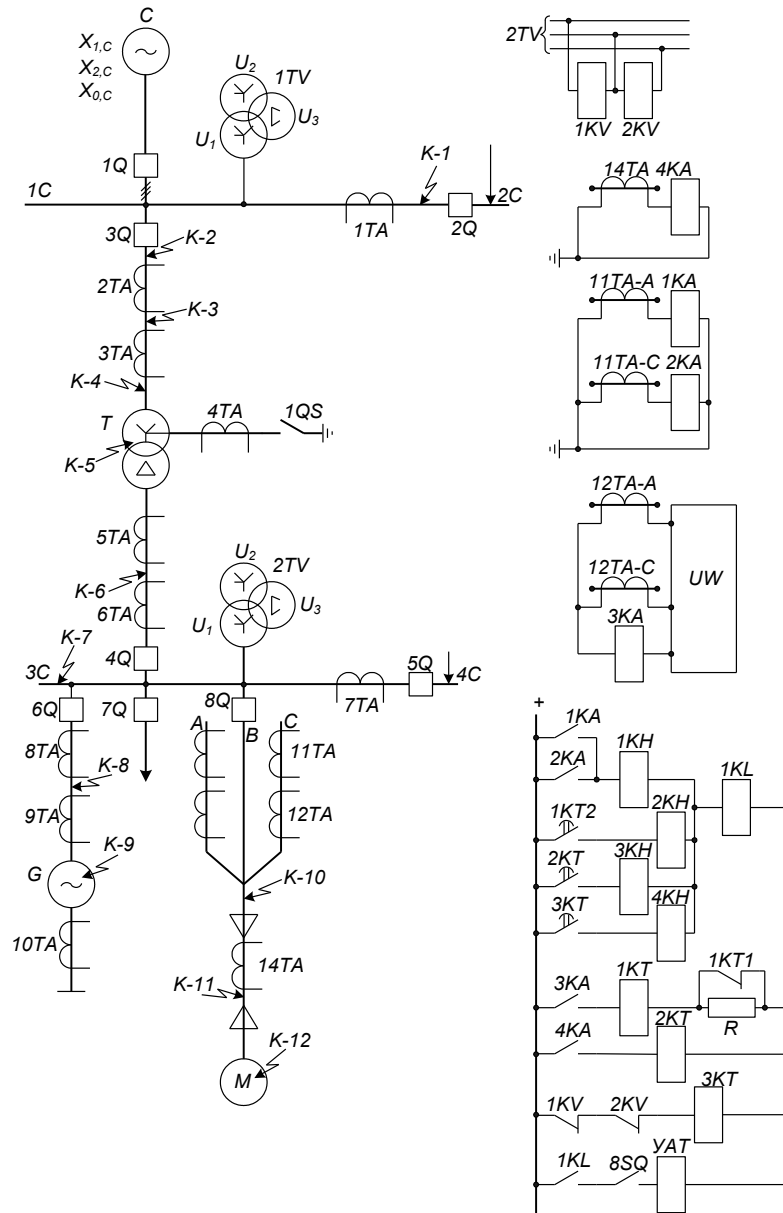 C
X1,C
X2,C
X0,C
1Q
1C
U2
1TV
U1
U3
K-1
2C
2Q
1TA
3Q
K-2
2TA
K-3
3TA
K-4
T
4TA
1QS
K-5
5TA
K-6
6TA
U2
2TV
U1
U3
K-7
4Q
3C
5Q
4C
7TA
6Q
7Q
8Q
A
B
C
8TA
K-8
9TA
11TA
12TA
G
K-9
K-10
10TA
14TA
K-11
K-12
M
2TV
1KV
2KV
14TA
4KA
11TA-A
1KA
11TA-C
2KA
12TA-A
12TA-C
UW
3KA
+
1KA
1KH
2KA
1KL
1KT2
2KH
2KT
3KH
3KT
4KH
1KT1
3KA
1KT
R
4KA
2KT
3KT
1KV
2KV
1KL
8SQ
УАТ